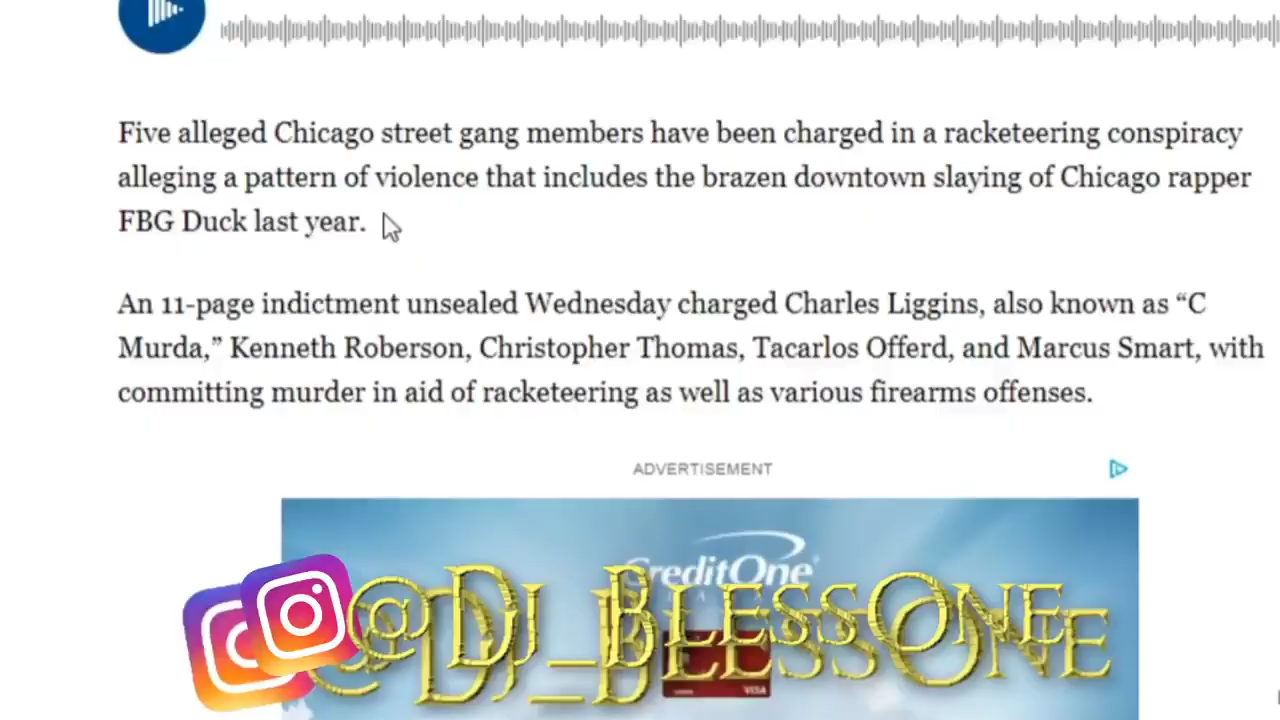 Five alleged Chicago street gang members have been charged in a racketeering conspiracy
alleging a pattern of violence that includes the brazen downtown slaying of Chicago rapper
FBG Duck last year.
An 11-page indictment unsealed Wednesday charged Charles Liggins, also known as “C
Murda,” Kenneth Roberson, Christopher Thomas, Tacarlos Offerd, and Marcus Smart, with
committing murder in aid of racketeering as well as various firearms offenses.
ADVERTISEMENT
CreditOne
@DJ_BLESSONE
@DJ_BLESSONE
VISA